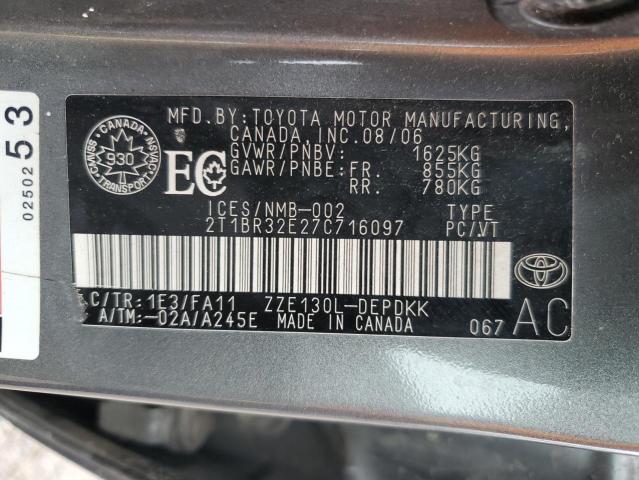 MFD.BY:TOYOTA MOTOR MANUFACTURING,
CANADA,INC.08/06
GVWR/PNBV: 1625KG
GAWR/PNBE:FR. 855KG
RR. 780KG
CANADA
CMVSS 930 NSVAC
TRANSPORT
EC
ICES/NMB-002 TYPE
2T1BR32E27C716097 PC/VT
C/TR:1E3/FA11 ZZE130L-DEPDKK
A/TM:-02A/A245E MADE IN CANADA
067 AC
0250253